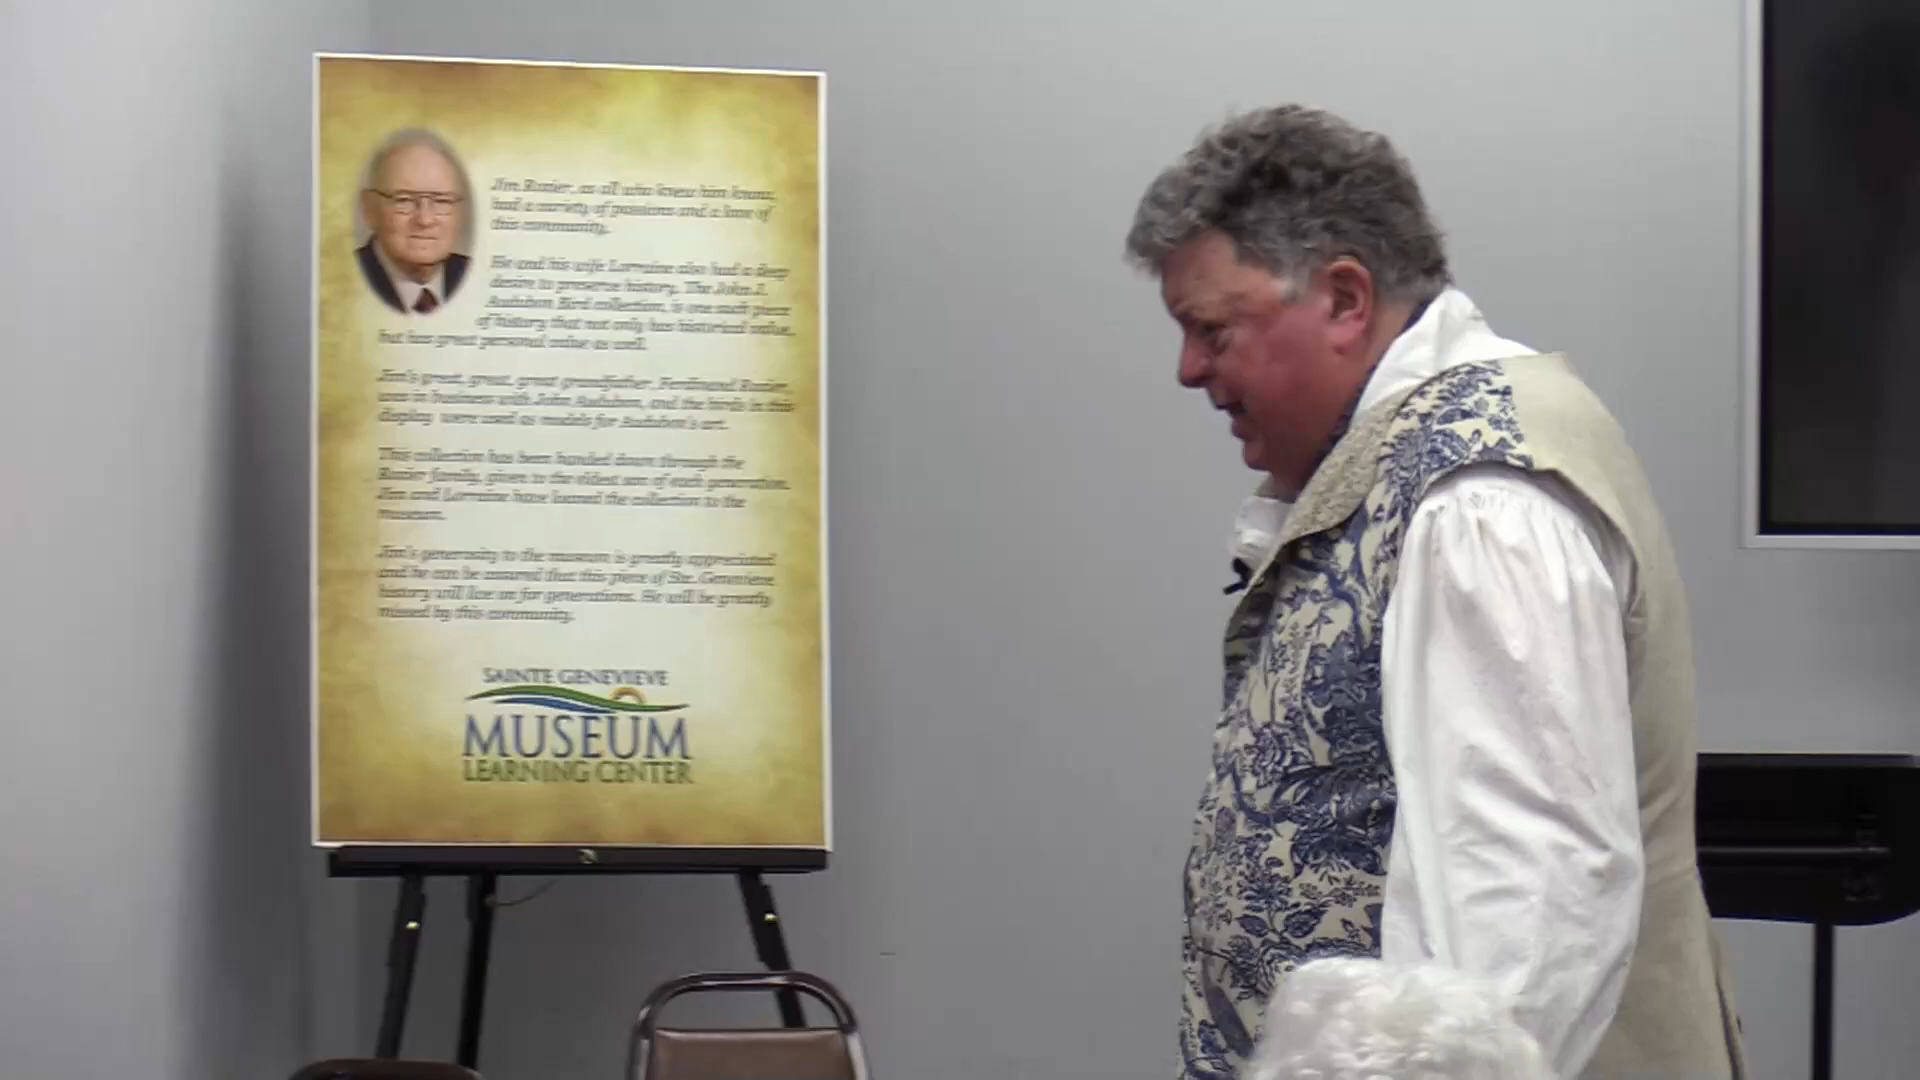 Jim Rozier, as all who knew him know,
had a variety of passions and a love of
this community.
He and his wife Lorraine also had a deep
desire to preserve history. The John J.
Audubon Bird collection, is one such piece
of history that not only has historical value,
but has great personal value as well.
Jim's great, great, great grandfather Ferdinand Rozier,
was in business with John Audubon, and the birds in this
display were used as models for Audubon's art.
This collection has been handed down through the
Rozier family, given to the oldest son of each generation.
Jim and Lorraine have loaned the collection to the
museum.
Jim's generosity to the museum is greatly appreciated
and he can be assured that this piece of Ste. Genevieve
history will live on for generations. He will be greatly
missed by this community.
SAINTE GENEVIEVE
MUSEUM
LEARNING CENTER